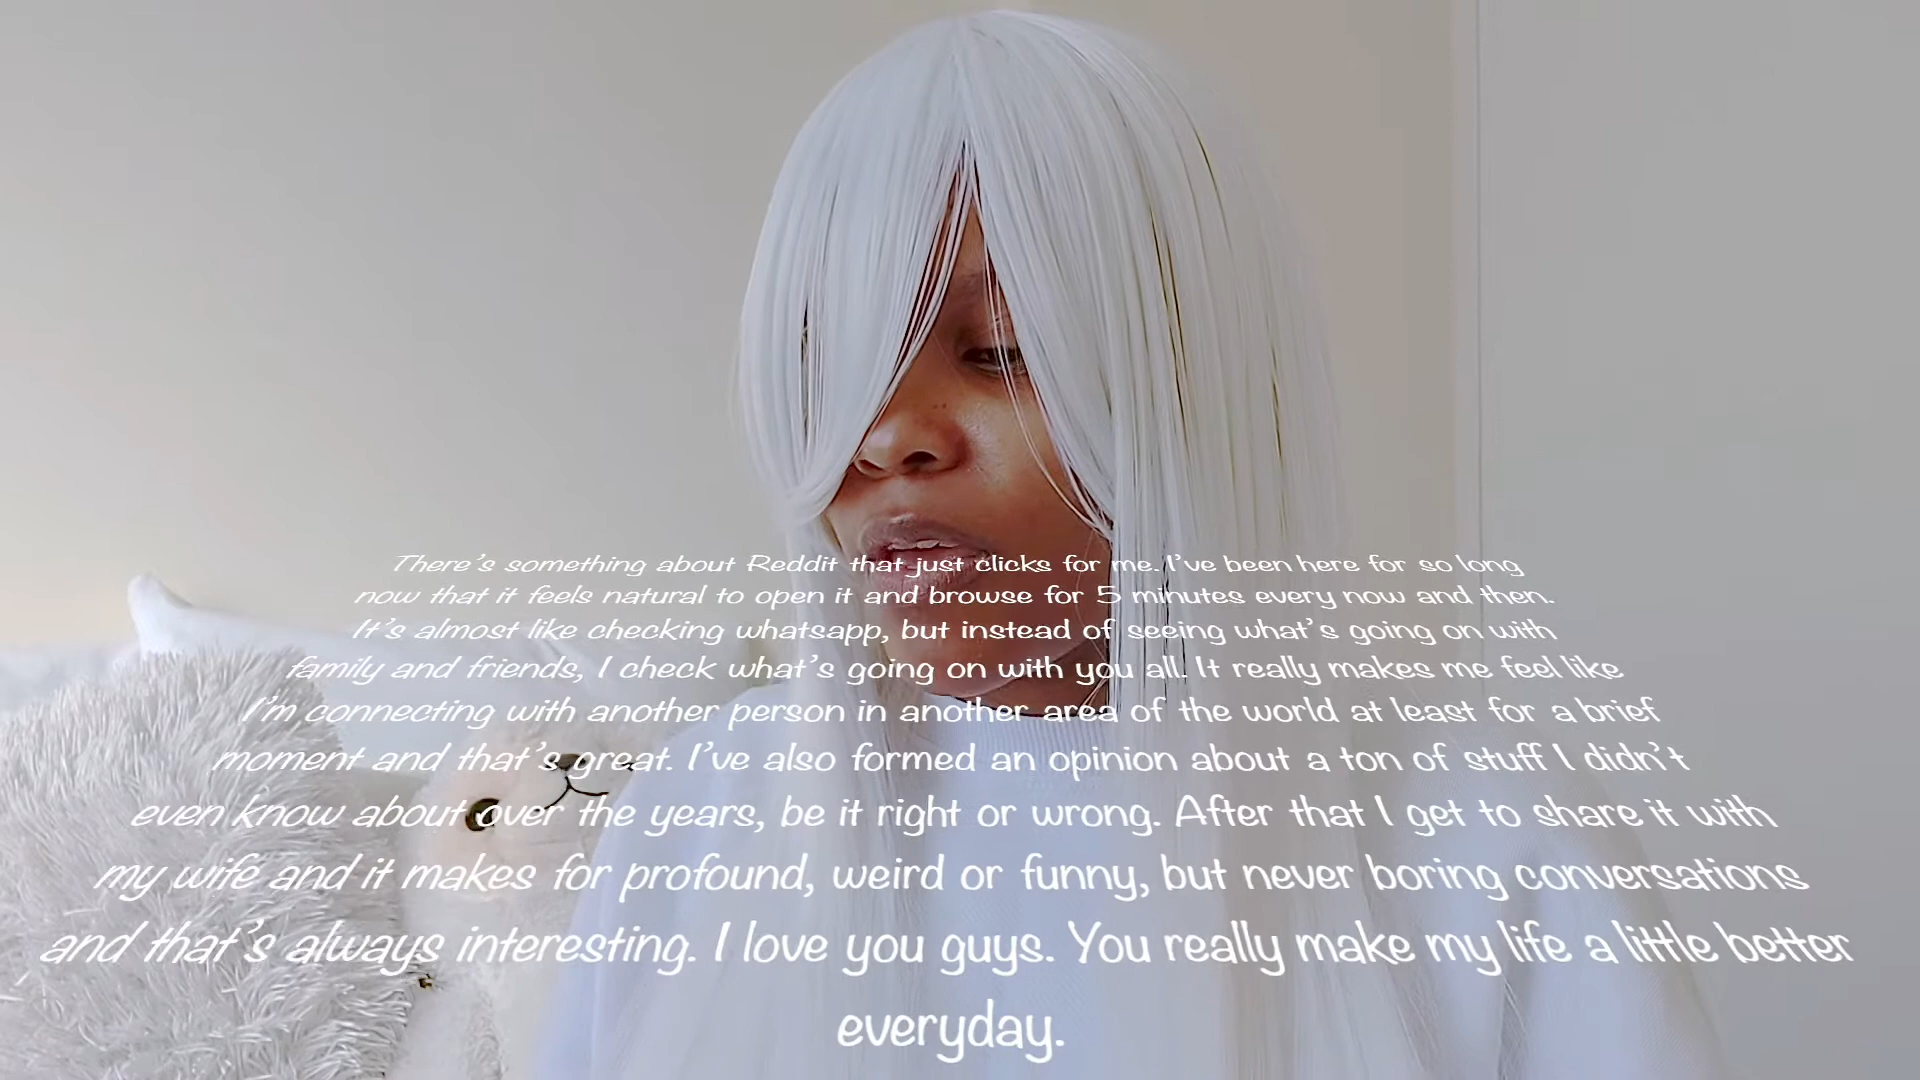 There's something about Reddit that just clicks for me. I've been here for so long
now that it feels natural to open it and browse for 5 minutes every now and then.
It's almost like checking whatsapp, but instead of seeing what's going on with
family and friends, I check what's going on with you all. It really makes me feel like
I'm connecting with another person in another area of the world at least for a brief
moment and that's great. I've also formed an opinion about a ton of stuff I didn't
even know about over the years, be it right or wrong. After that I get to share it with
my wife and it makes for profound, weird or funny, but never boring conversations
and that's always interesting. I love you guys. You really make my life a little better
everyday.